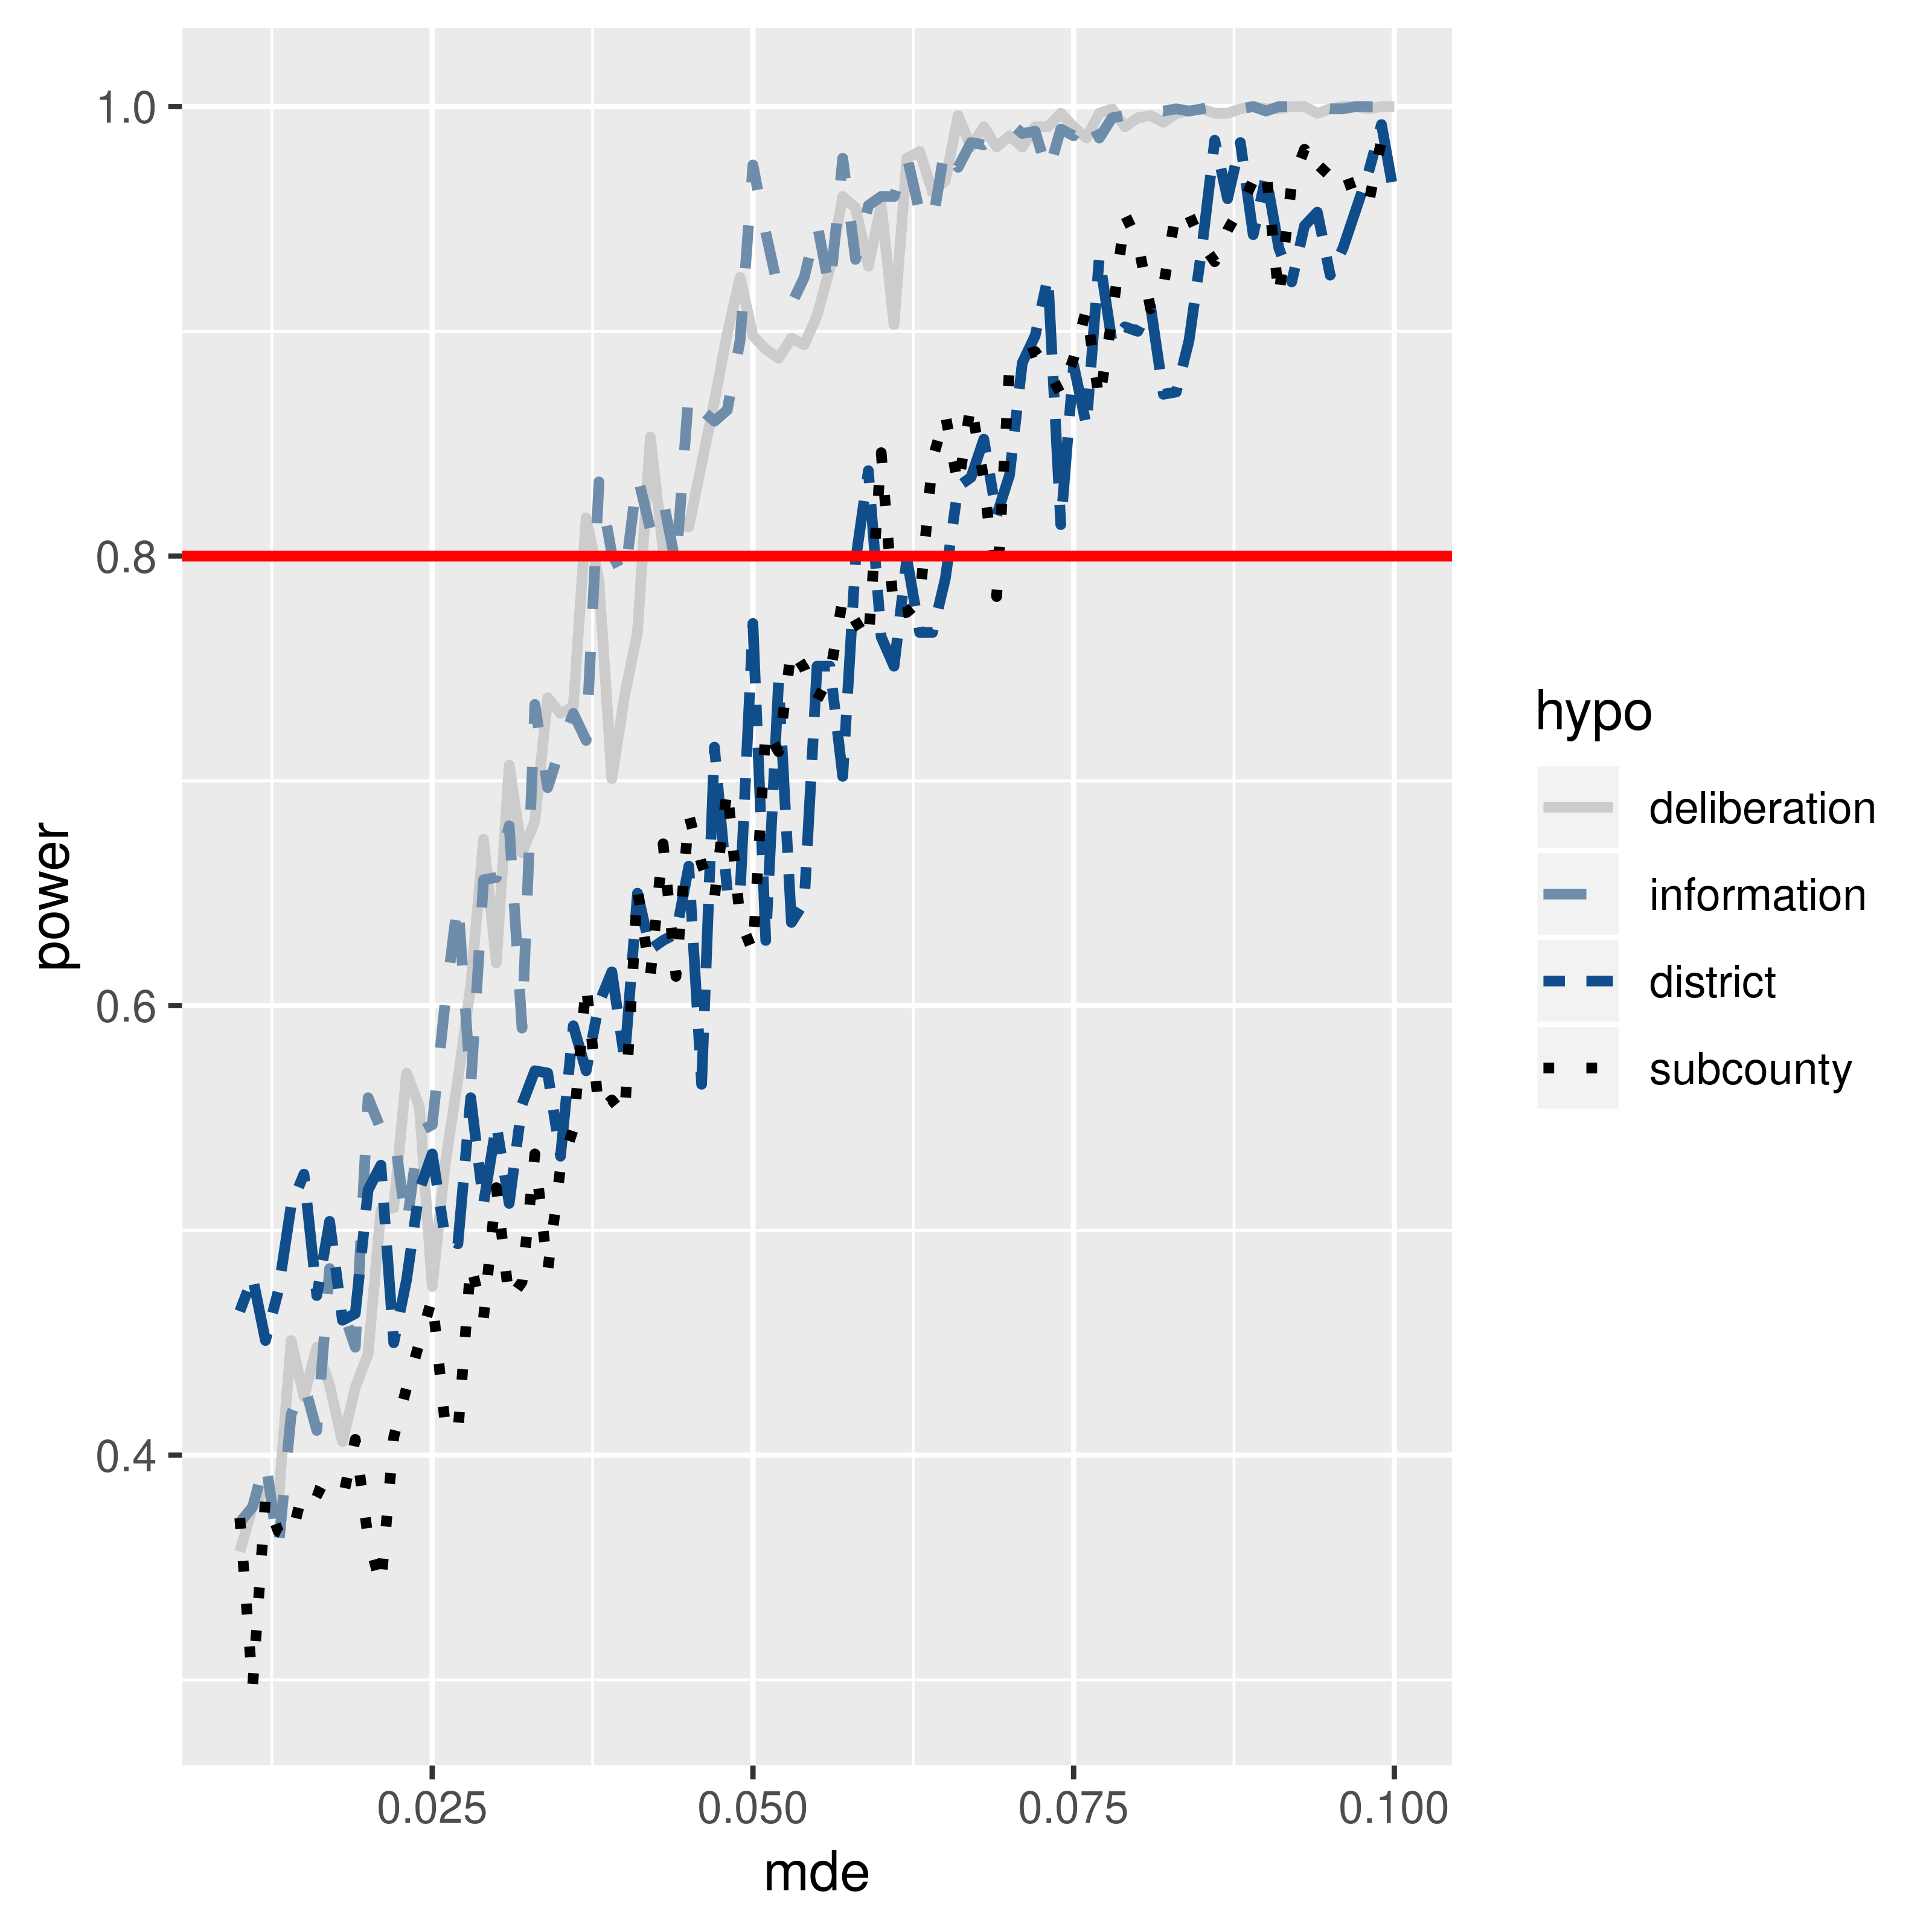 1.0
0.8
0.6
0.4
power
0.025
0.050
0.075
0.100
mde
hypo
deliberation
information
district
subcounty